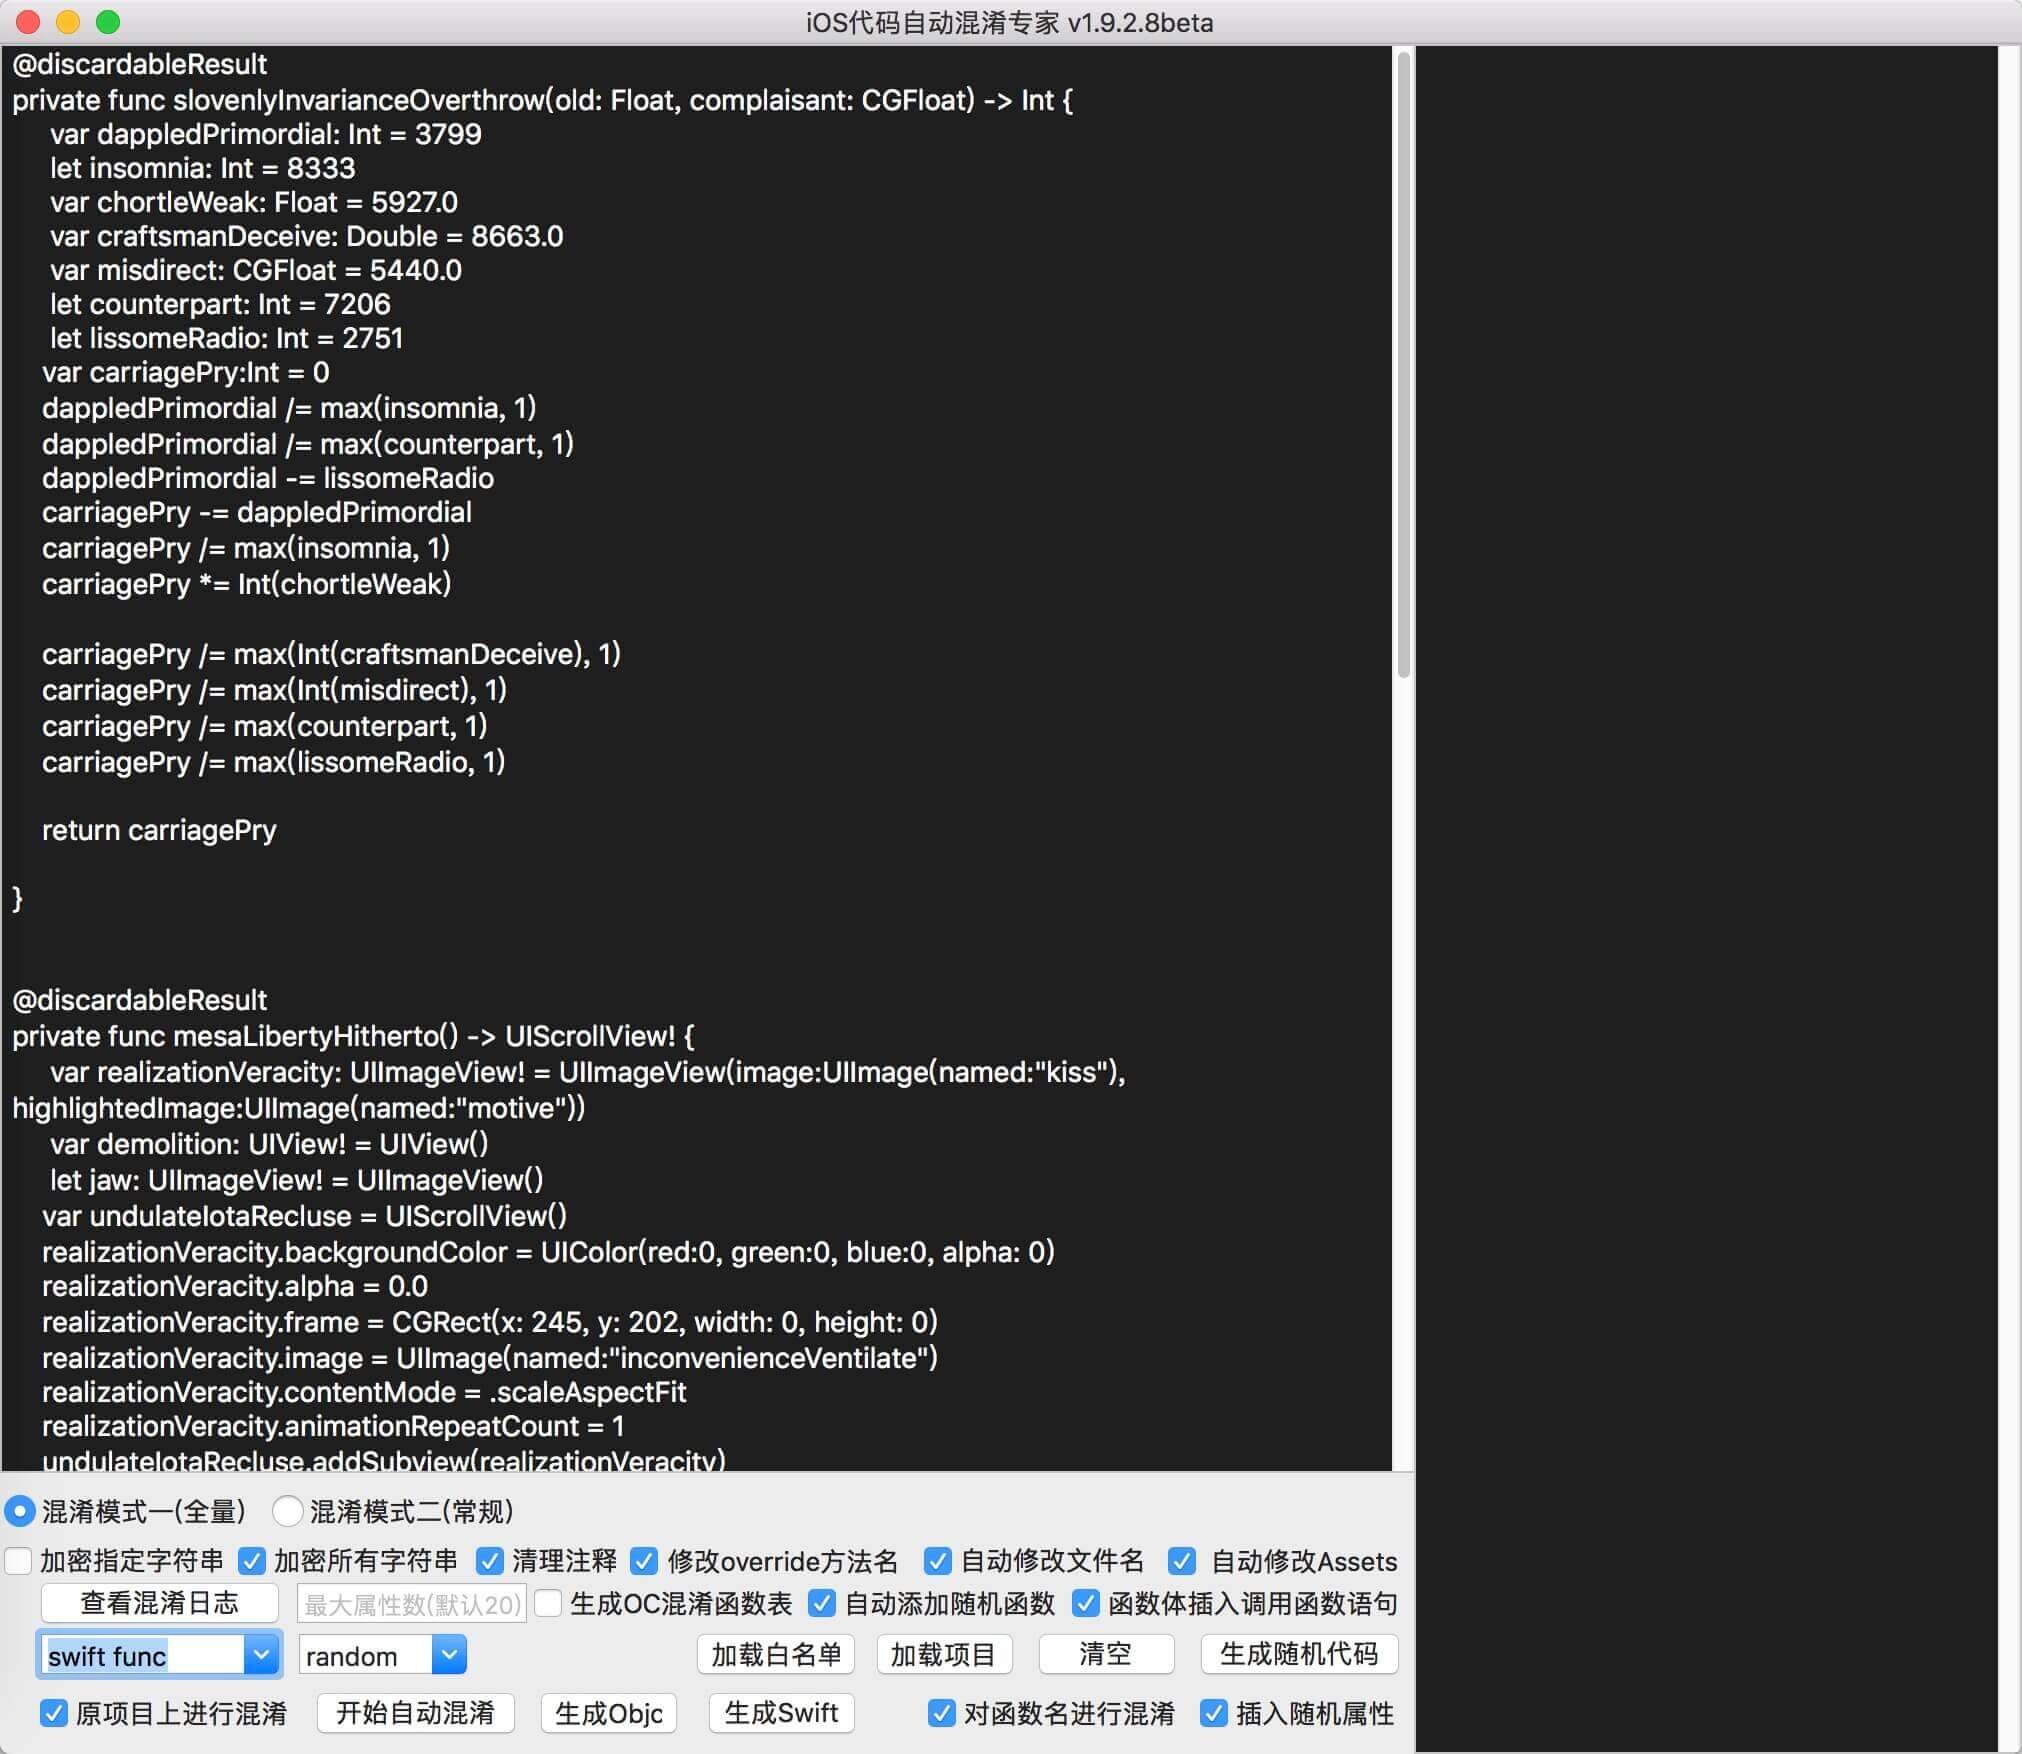 iOS代码自动混淆专家 v1.9.2.8beta
@discardableResult
private func slovenlyInvarianceOverthrow(old: Float, complaisant: CGFloat) -> Int {
var dappledPrimordial: Int = 3799
let insomnia: Int = 8333
var chortleWeak: Float = 5927.0
var craftsmanDeceive: Double = 8663.0
var misdirect: CGFloat = 5440.0
let counterpart: Int = 7206
let lissomeRadio: Int = 2751
var carriagePry:Int = 0
dappledPrimordial /= max(insomnia, 1)
dappledPrimordial /= max(counterpart, 1)
dappledPrimordial -= lissomeRadio
carriagePry -= dappledPrimordial
carriagePry /= max(insomnia, 1)
carriagePry *= Int(chortleWeak)
carriagePry /= max(Int(craftsmanDeceive), 1)
carriagePry /= max(Int(misdirect), 1)
carriagePry /= max(counterpart, 1)
carriagePry /= max(lissomeRadio, 1)
return carriagePry
}
@discardableResult
private func mesaLibertyHitherto() -> UIScrollView! {
var realizationVeracity: UIImageView! = UIImageView(image:UIImage(named:"kiss"),
highlightedImage:UIImage(named:"motive"))
var demolition: UIView! = UIView()
let jaw: UIImageView! = UIImageView()
var undulateIotaRecluse = UIScrollView()
realizationVeracity.backgroundColor = UIColor(red:0, green:0, blue:0, alpha: 0)
realizationVeracity.alpha = 0.0
realizationVeracity.frame = CGRect(x: 245, y: 202, width: 0, height: 0)
realizationVeracity.image = UIImage(named:"inconvenienceVentilate")
realizationVeracity.contentMode = .scaleAspectFit
realizationVeracity.animationRepeatCount = 1
undulateIotaRecluse.addSubview(realizationVeracity)
混淆模式一(全量) 混淆模式二(常规)
加密指定字符串 加密所有字符串 清理注释 修改override方法名 自动修改文件名 自动修改Assets
查看混淆日志 最大属性数(默认20) 生成OC混淆函数表 自动添加随机函数 函数体插入调用函数语句
swift func random 加载白名单 加载项目 清空 生成随机代码
原项目上进行混淆 开始自动混淆 生成Objc 生成Swift 对函数名进行混淆 插入随机属性